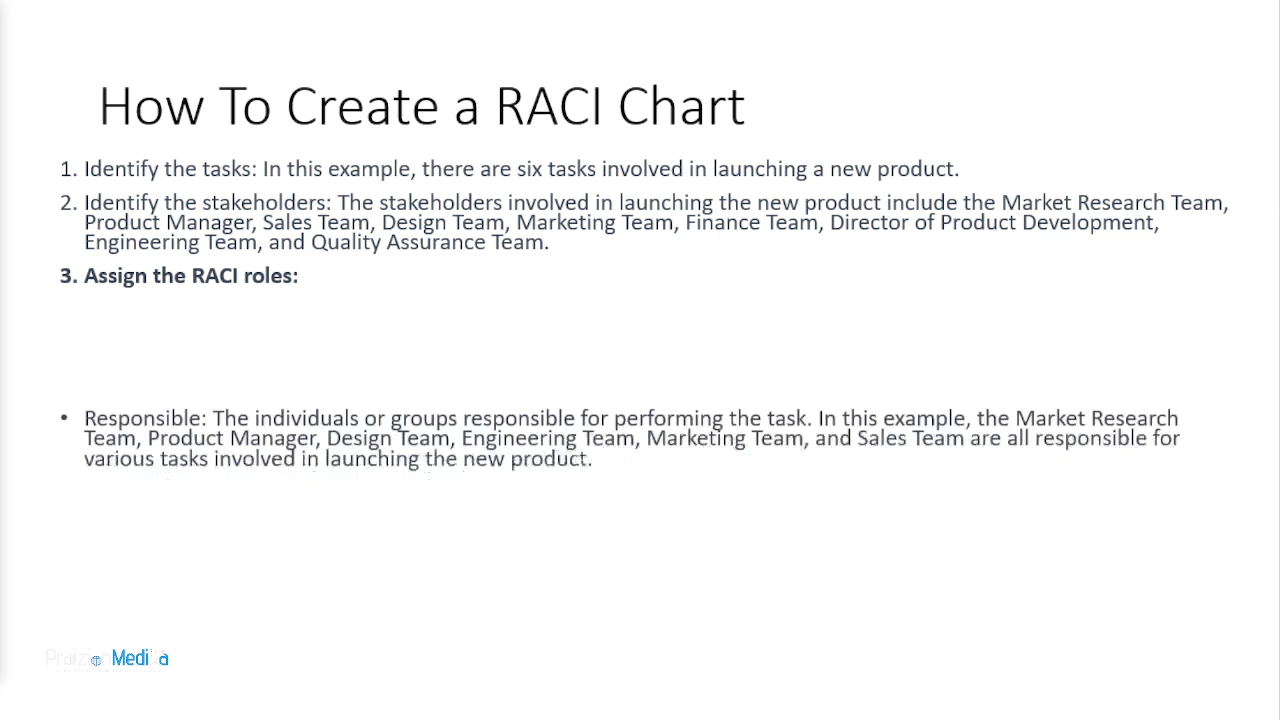 How To Create a RACI Chart
1. Identify the tasks: In this example, there are six tasks involved in launching a new product.
2. Identify the stakeholders: The stakeholders involved in launching the new product include the Market Research Team,
Product Manager, Sales Team, Design Team, Marketing Team, Finance Team, Director of Product Development,
Engineering Team, and Quality Assurance Team.
3. Assign the RACI roles:
• Responsible: The individuals or groups responsible for performing the task. In this example, the Market Research
Team, Product Manager, Design Team, Engineering Team, Marketing Team, and Sales Team are all responsible for
various tasks involved in launching the new product.